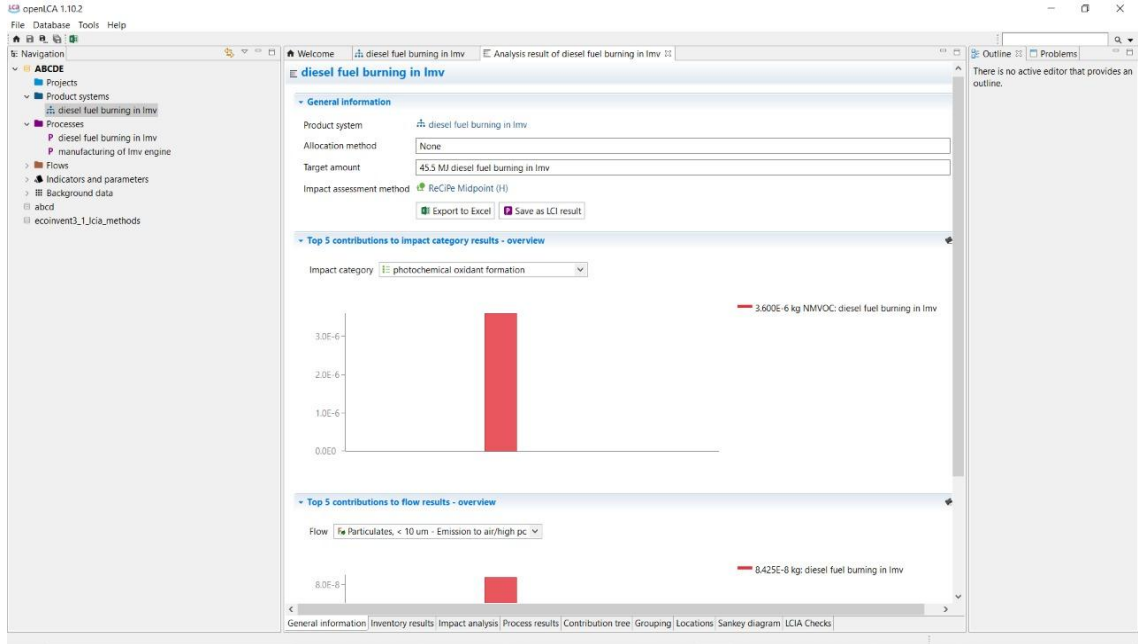 openLCA 1.10.2
File Database Tools Help
Navigation
ABCDE
Projects
Product systems
diesel fuel burning in lmv
Processes
P diesel fuel burning in lmv
P manufacturing of lmv engine
Flows
Indicators and parameters
Background data
abcd
ecoinvent3_1_lcia_methods
Welcome diesel fuel burning in lmv Analysis result of diesel fuel burning in lmv
diesel fuel burning in lmv
General information
Product system diesel fuel burning in lmv
Allocation method None
Target amount 45.5 MJ diesel fuel burning in lmv
Impact assessment method ReCiPe Midpoint (H)
Export to Excel Save as LCI result
Top 5 contributions to impact category results - overview
Impact category photochemical oxidant formation
3.600E-6 kg NMVOC: diesel fuel burning in lmv
3.0E-6
2.0E-6
1.0E-6
0.0E0
Top 5 contributions to flow results - overview
Flow Particulates, < 10 um - Emission to air/high pc
8.425E-8 kg: diesel fuel burning in lmv
8.0E-8
General information Inventory results Impact analysis Process results Contribution tree Grouping Locations Sankey diagram LCIA Checks
Outline Problems
There is no active editor that provides an
outline.